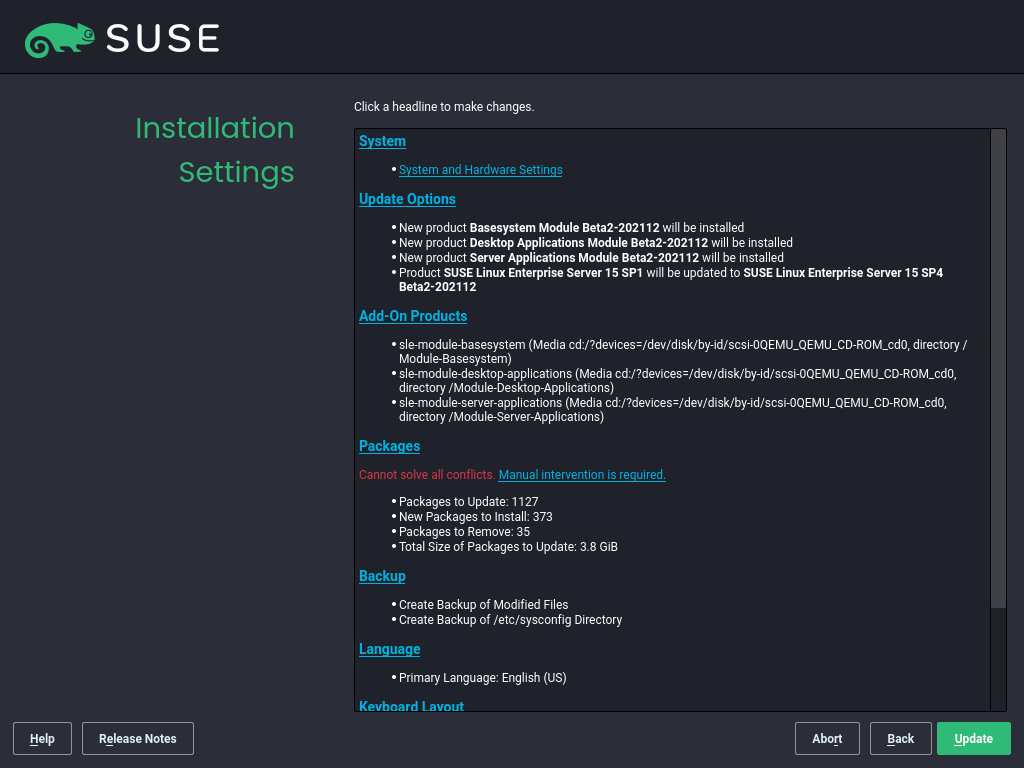 SUSE
Installation
Settings
Click a headline to make changes.
System
• System and Hardware Settings
Update Options
• New product Basesystem Module Beta2-202112 will be installed
• New product Desktop Applications Module Beta2-202112 will be installed
• New product Server Applications Module Beta2-202112 will be installed
• Product SUSE Linux Enterprise Server 15 SP1 will be updated to SUSE Linux Enterprise Server 15 SP4
Beta2-202112
Add-On Products
• sle-module-basesystem (Media cd:/?devices=/dev/disk/by-id/scsi-0QEMU_QEMU_CD-ROM_cd0, directory /
Module-Basesystem)
• sle-module-desktop-applications (Media cd:/?devices=/dev/disk/by-id/scsi-0QEMU_QEMU_CD-ROM_cd0,
directory /Module-Desktop-Applications)
• sle-module-server-applications (Media cd:/?devices=/dev/disk/by-id/scsi-0QEMU_QEMU_CD-ROM_cd0,
directory /Module-Server-Applications)
Packages
Cannot solve all conflicts. Manual intervention is required.
• Packages to Update: 1127
• New Packages to Install: 373
• Packages to Remove: 35
• Total Size of Packages to Update: 3.8 GiB
Backup
• Create Backup of Modified Files
• Create Backup of /etc/sysconfig Directory
Language
• Primary Language: English (US)
Keyboard Layout
Help Release Notes Abort Back Update